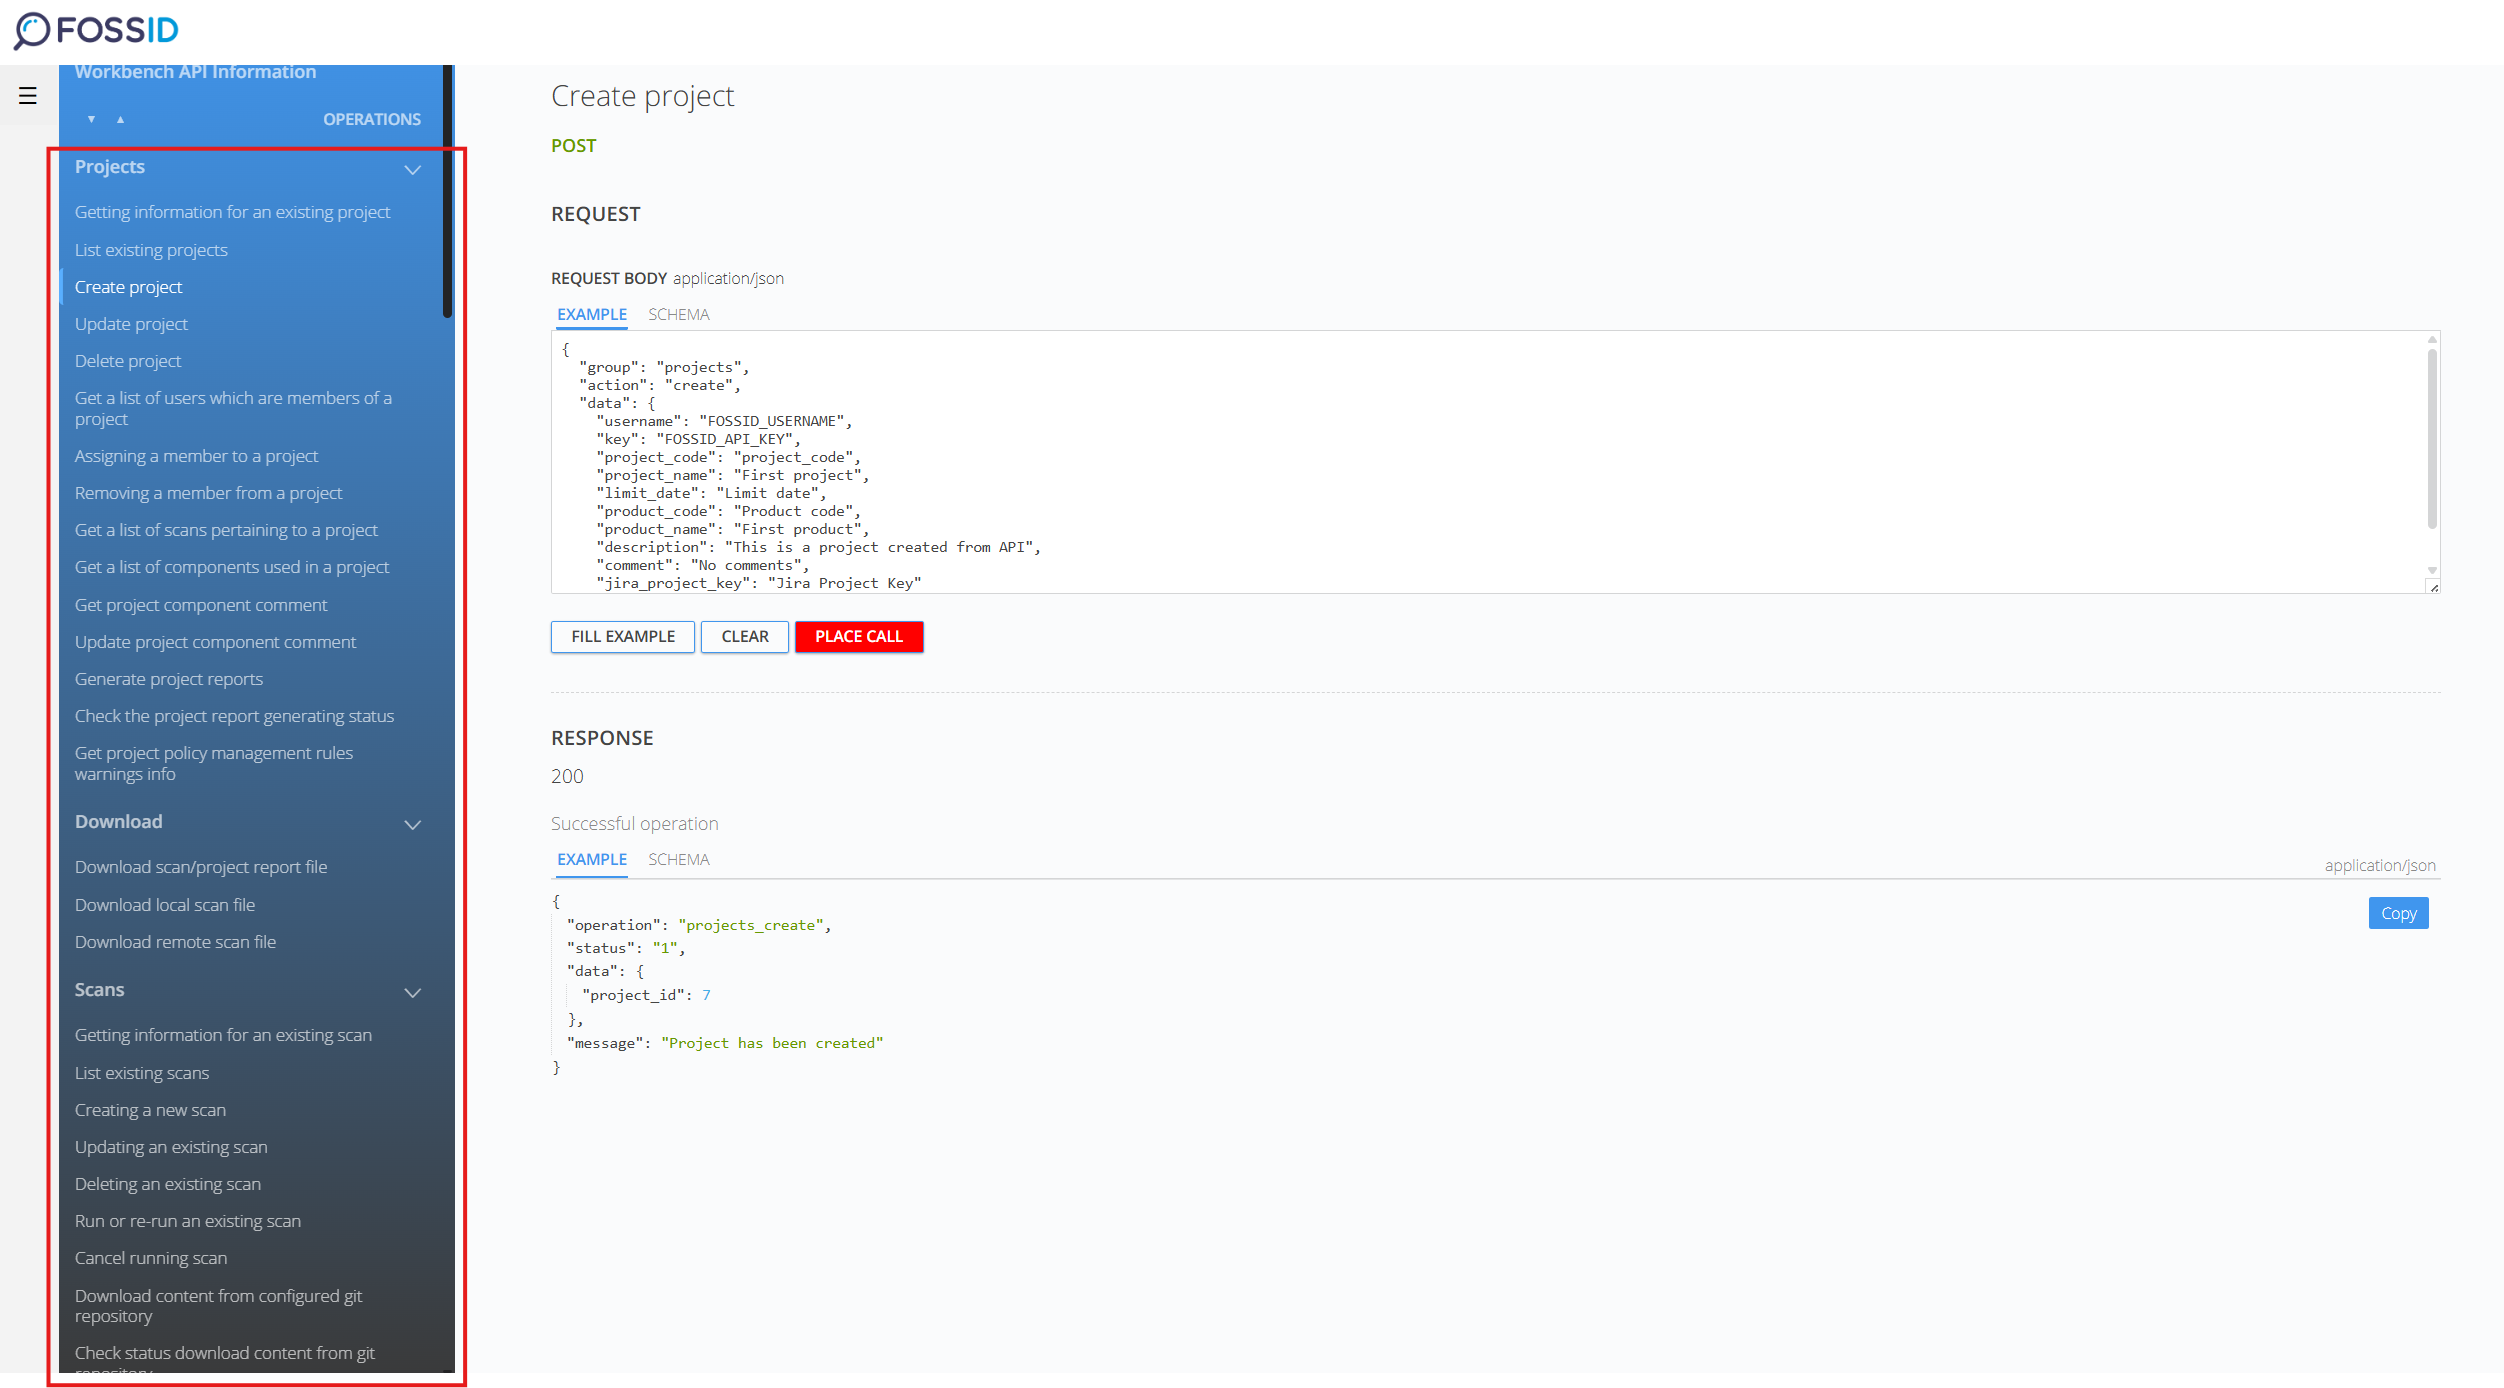 FOSSID
☰
Workbench API Information
▼ ▲ OPERATIONS
Projects
Getting information for an existing project
List existing projects
Create project
Update project
Delete project
Get a list of users which are members of a
project
Assigning a member to a project
Removing a member from a project
Get a list of scans pertaining to a project
Get a list of components used in a project
Get project component comment
Update project component comment
Generate project reports
Check the project report generating status
Get project policy management rules
warnings info
Download
Download scan/project report file
Download local scan file
Download remote scan file
Scans
Getting information for an existing scan
List existing scans
Creating a new scan
Updating an existing scan
Deleting an existing scan
Run or re-run an existing scan
Cancel running scan
Download content from configured git
repository
Check status download content from git
repository
Create project
POST
REQUEST
REQUEST BODY application/json
EXAMPLE SCHEMA
{
"group": "projects",
"action": "create",
"data": {
"username": "FOSSID_USERNAME",
"key": "FOSSID_API_KEY",
"project_code": "project_code",
"project_name": "First project",
"limit_date": "Limit date",
"product_code": "Product code",
"product_name": "First product",
"description": "This is a project created from API",
"comment": "No comments",
"jira_project_key": "Jira Project Key"
FILL EXAMPLE CLEAR PLACE CALL
RESPONSE
200
Successful operation
EXAMPLE SCHEMA
application/json
Copy
{
"operation": "projects_create",
"status": "1",
"data": {
"project_id": 7
},
"message": "Project has been created"
}